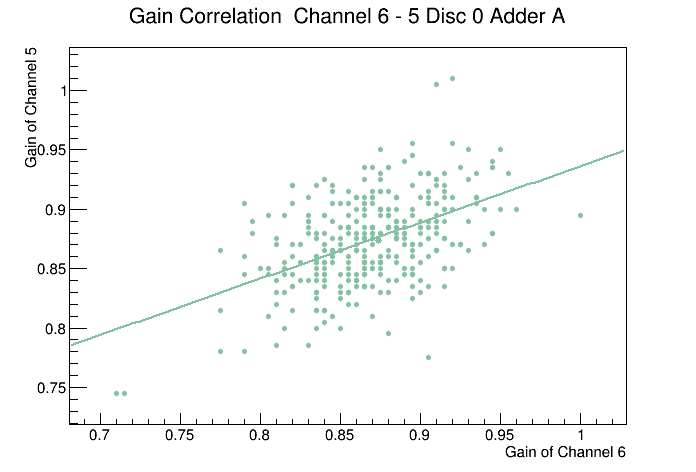 Gain Correlation  Channel 6 - 5 Disc 0 Adder A
Gain of Channel 5
1
0.95
0.9
0.85
0.8
0.75
0.7 0.75 0.8 0.85 0.9 0.95 1
Gain of Channel 6